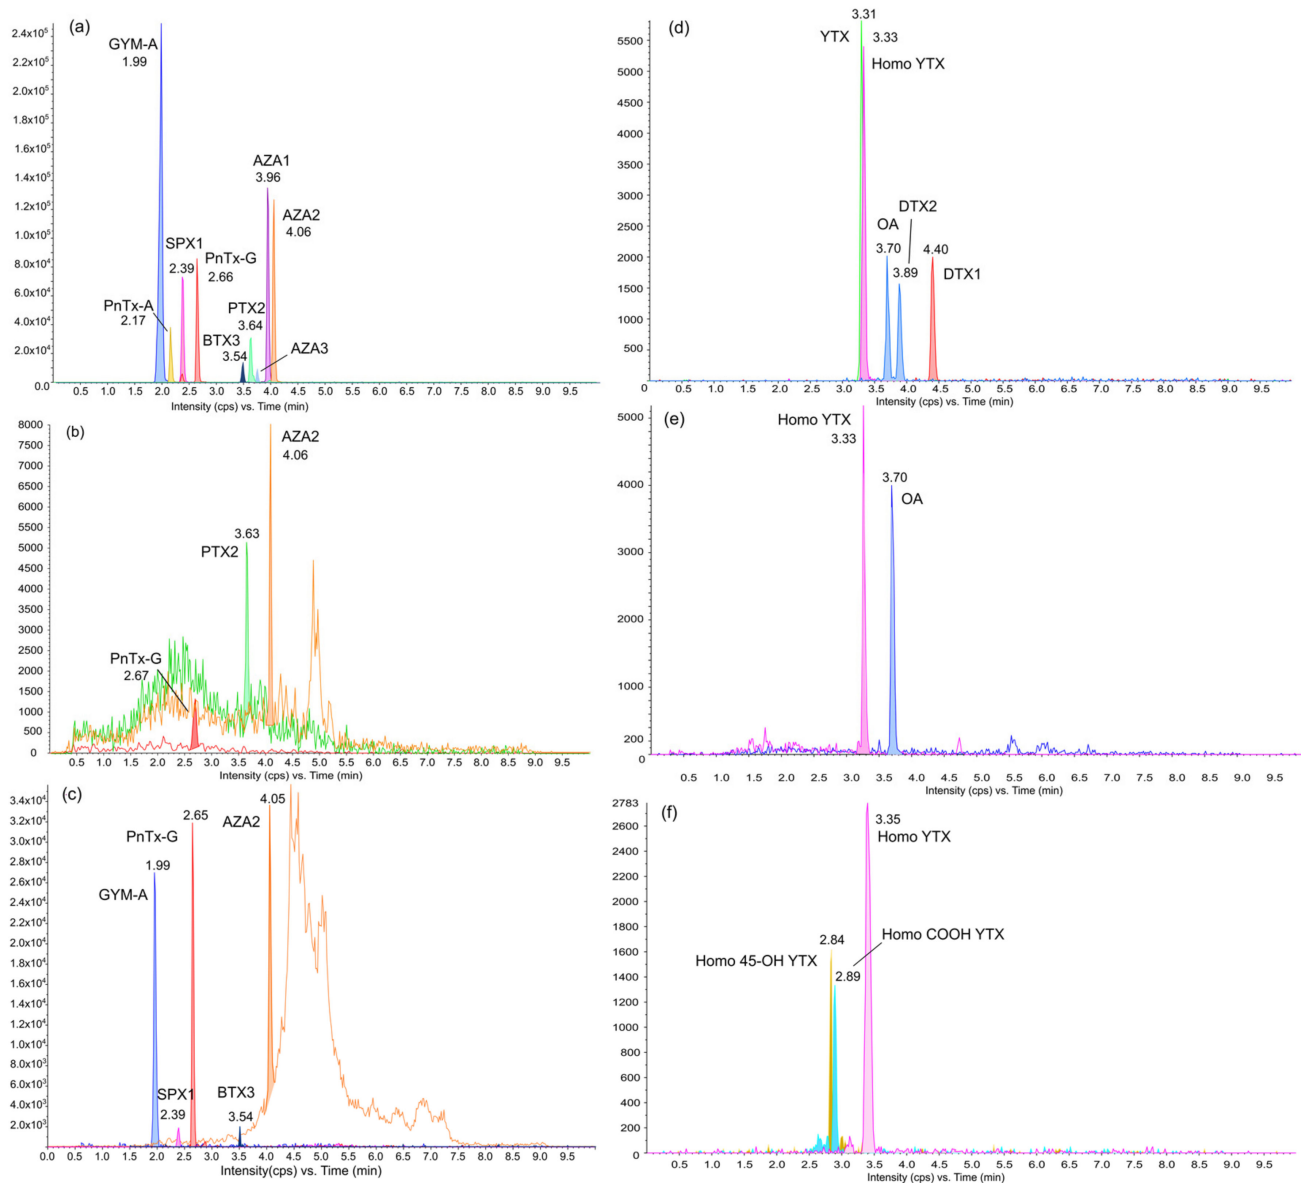 (a)
2.4x10⁵
2.2x10⁵
2.0x10⁵
1.8x10⁵
1.6x10⁵
1.4x10⁵
1.2x10⁵
1.0x10⁵
8.0x10⁴
6.0x10⁴
4.0x10⁴
2.0x10⁴
0.0
GYM-A
1.99
PnTx-A
2.17
SPX1
2.39
PnTx-G
2.66
BTX3
3.54
PTX2
3.64
AZA3
AZA1
3.96
AZA2
4.06
0.5 1.0 1.5 2.0 2.5 3.0 3.5 4.0 4.5 5.0 5.5 6.0 6.5 7.0 7.5 8.0 8.5 9.0 9.5
Intensity (cps) vs. Time (min)
(b)
8000
7500
7000
6500
6000
5500
5000
4500
4000
3500
3000
2500
2000
1500
1000
500
0
PnTx-G
2.67
PTX2
3.63
AZA2
4.06
0.5 1.0 1.5 2.0 2.5 3.0 3.5 4.0 4.5 5.0 5.5 6.0 6.5 7.0 7.5 8.0 8.5 9.0 9.5
Intensity (cps) vs. Time (min)
(c)
3.4x10⁴
3.2x10⁴
3.0x10⁴
2.8x10⁴
2.6x10⁴
2.4x10⁴
2.2x10⁴
2.0x10⁴
1.8x10⁴
1.6x10⁴
1.4x10⁴
1.2x10⁴
1.0x10⁴
8.0x10³
6.0x10³
4.0x10³
2.0x10³
GYM-A
1.99
SPX1
2.39
PnTx-G
2.65
BTX3
3.54
AZA2
4.05
0.5 1.0 1.5 2.0 2.5 3.0 3.5 4.0 4.5 5.0 5.5 6.0 6.5 7.0 7.5 8.0 8.5 9.0 9.5
Intensity(cps) vs. Time (min)
(d)
5500
5000
4500
4000
3500
3000
2500
2000
1500
1000
500
0
3.31
YTX
3.33
Homo YTX
OA
3.70
DTX2
3.89
4.40
DTX1
0.5 1.0 1.5 2.0 2.5 3.0 3.5 4.0 4.5 5.0 5.5 6.0 6.5 7.0 7.5 8.0 8.5 9.0 9.5
Intensity (cps) vs. Time (min)
(e)
5000
4000
3000
2000
1000
200
0
Homo YTX
3.33
3.70
OA
0.5 1.0 1.5 2.0 2.5 3.0 3.5 4.0 4.5 5.0 5.5 6.0 6.5 7.0 7.5 8.0 8.5 9.0 9.5
Intensity (cps) vs. Time (min)
(f)
2783
2600
2400
2200
2000
1800
1600
1400
1200
1000
800
600
400
200
0
3.35
Homo YTX
2.84
Homo 45-OH YTX
Homo COOH YTX
2.89
0.5 1.0 1.5 2.0 2.5 3.0 3.5 4.0 4.5 5.0 5.5 6.0 6.5 7.0 7.5 8.0 8.5 9.0 9.5
Intensity (cps) vs. Time (min)